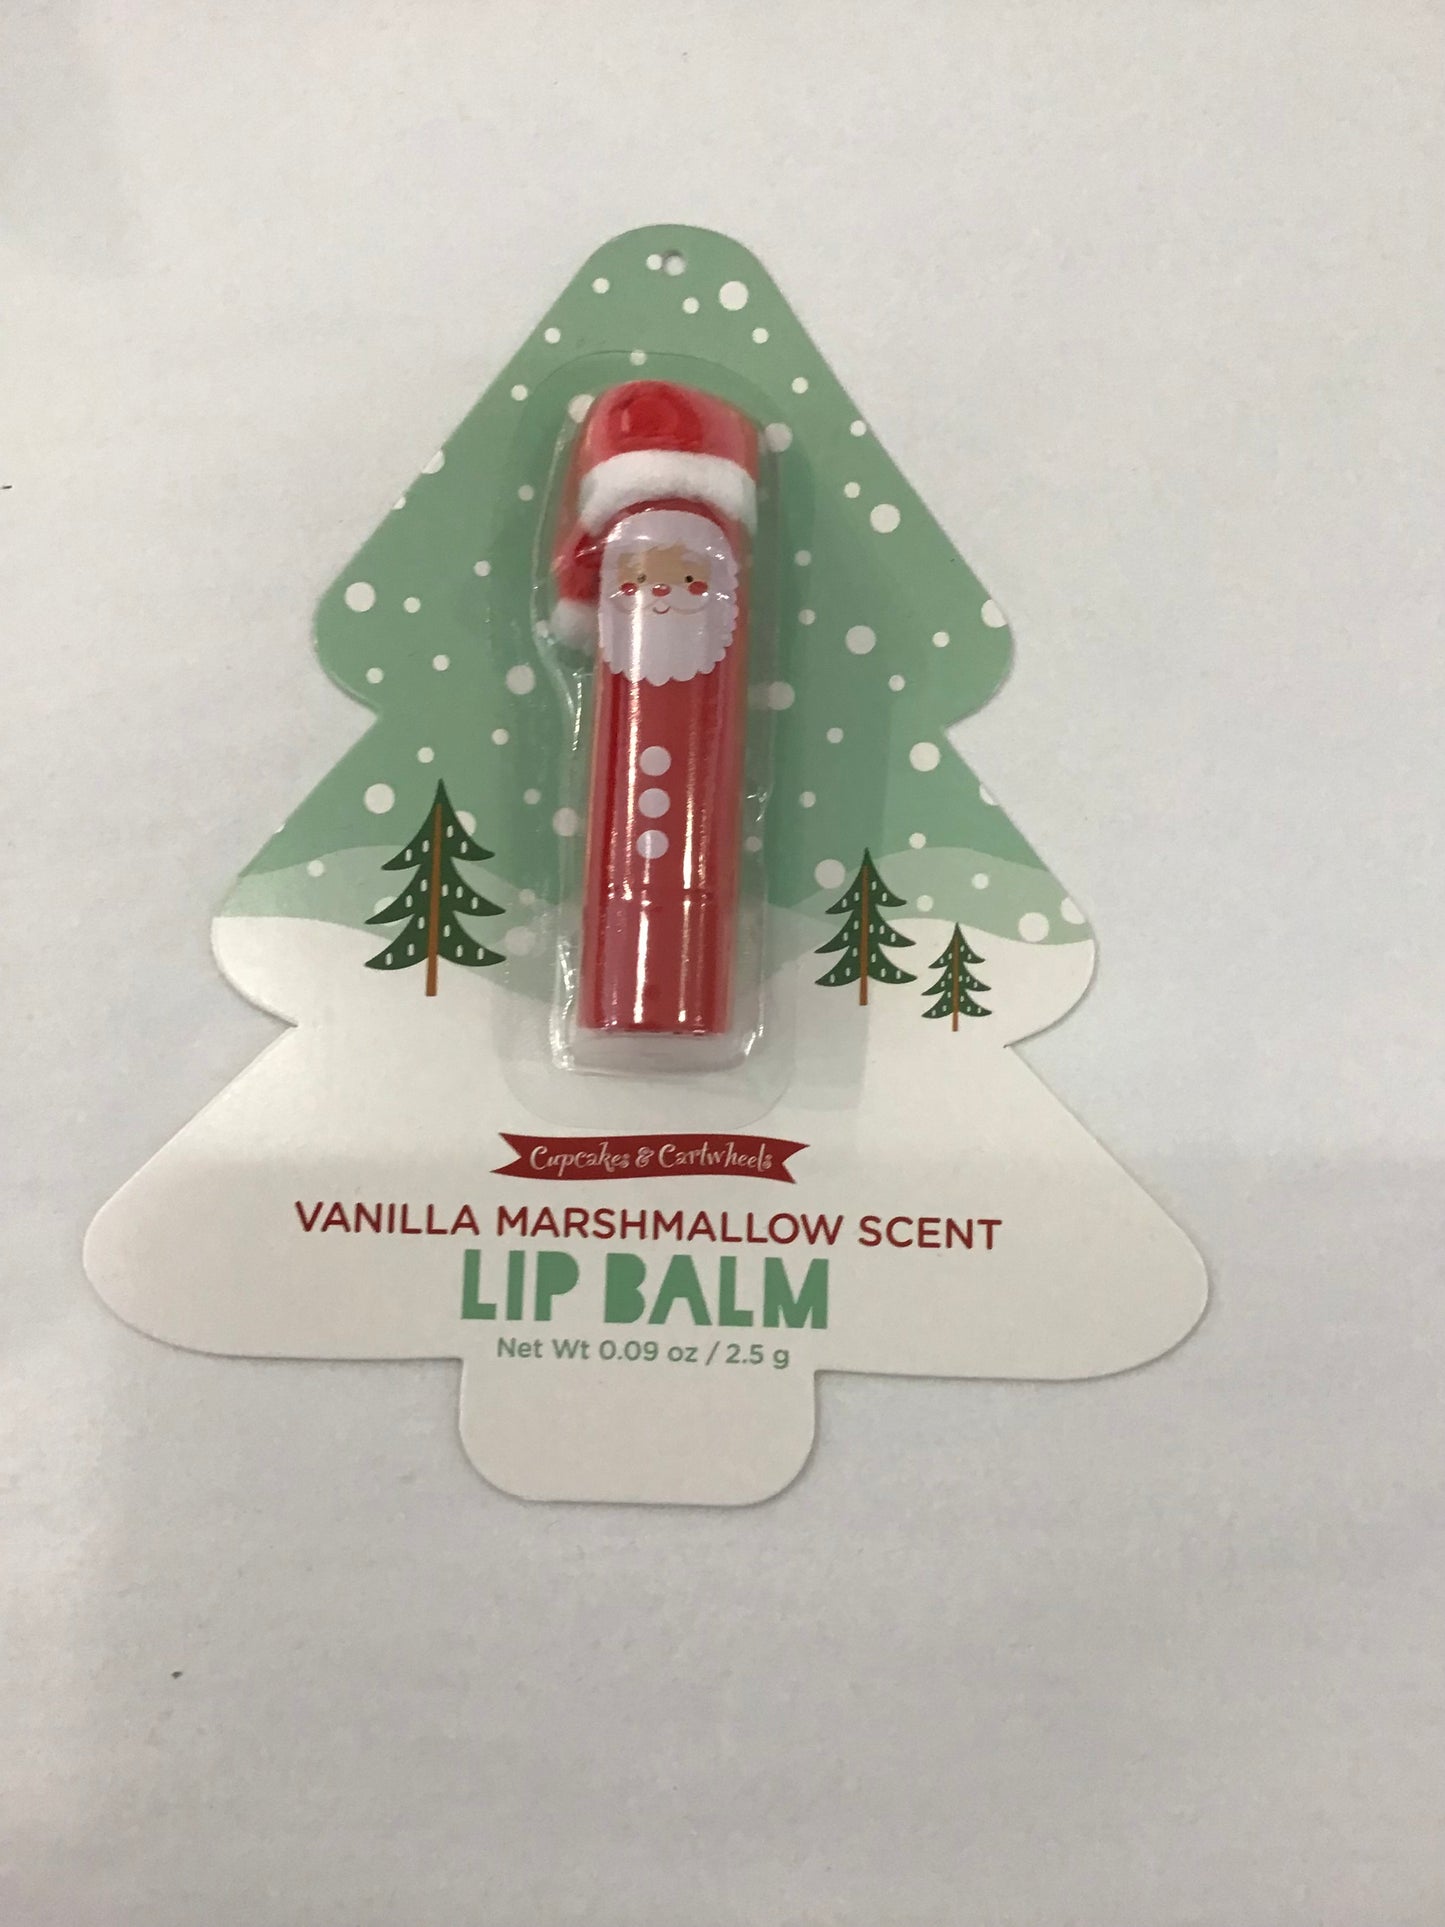 Cupcakes & Cartwheels
VANILLA MARSHMALLOW SCENT
LIP BALM
Net Wt 0.09 oz / 2.5 g